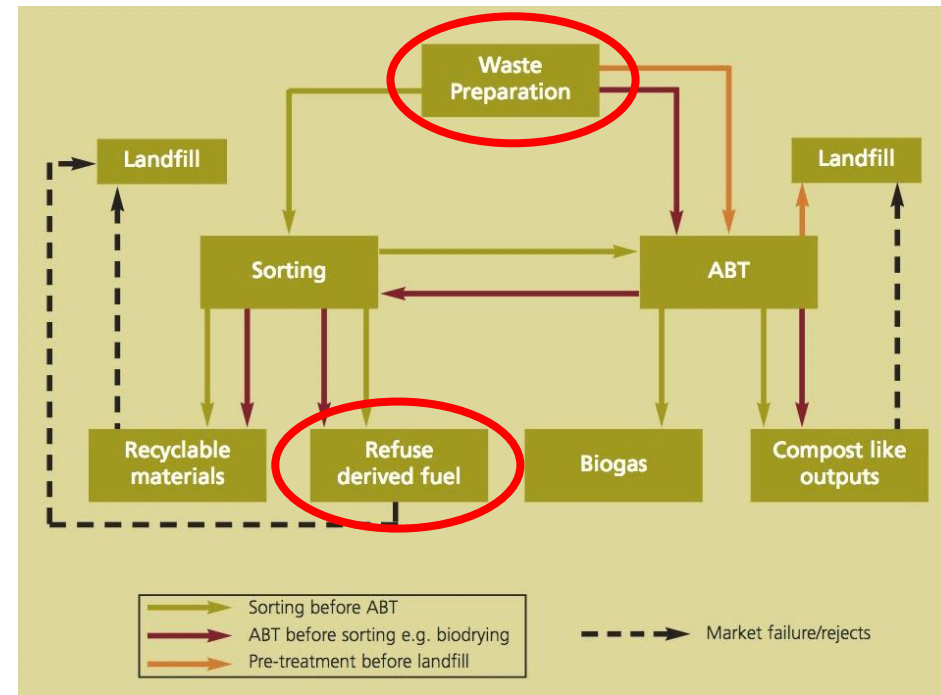 Waste
Preparation
Landfill
Landfill
Sorting
ABT
Recyclable
materials
Refuse
derived fuel
Biogas
Compost like
outputs
Sorting before ABT
ABT before sorting e.g. biodrying
Pre-treatment before landfill
Market failure/rejects